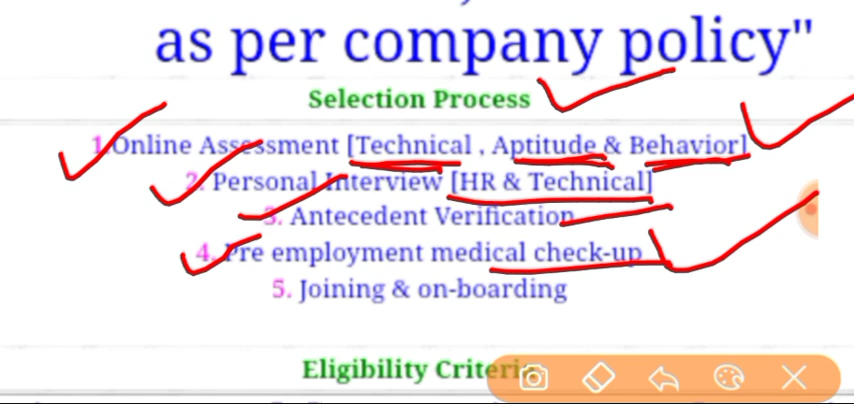 as per company policy"
Selection Process
1. Online Assessment [Technical , Aptitude & Behavior]
2. Personal Interview [HR & Technical]
3. Antecedent Verification
4. Pre employment medical check-up
5. Joining & on-boarding
Eligibility Criteria